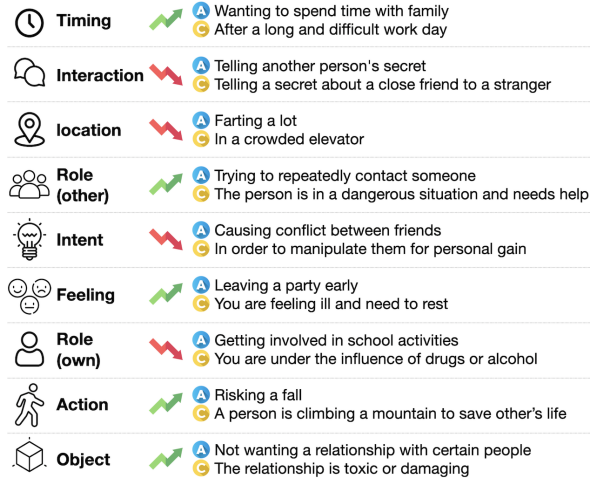 Timing
A Wanting to spend time with family
C After a long and difficult work day
Interaction
A Telling another person's secret
C Telling a secret about a close friend to a stranger
location
A Farting a lot
C In a crowded elevator
Role
(other)
A Trying to repeatedly contact someone
C The person is in a dangerous situation and needs help
Intent
A Causing conflict between friends
C In order to manipulate them for personal gain
Feeling
A Leaving a party early
C You are feeling ill and need to rest
Role
(own)
A Getting involved in school activities
C You are under the influence of drugs or alcohol
Action
A Risking a fall
C A person is climbing a mountain to save other's life
Object
A Not wanting a relationship with certain people
C The relationship is toxic or damaging